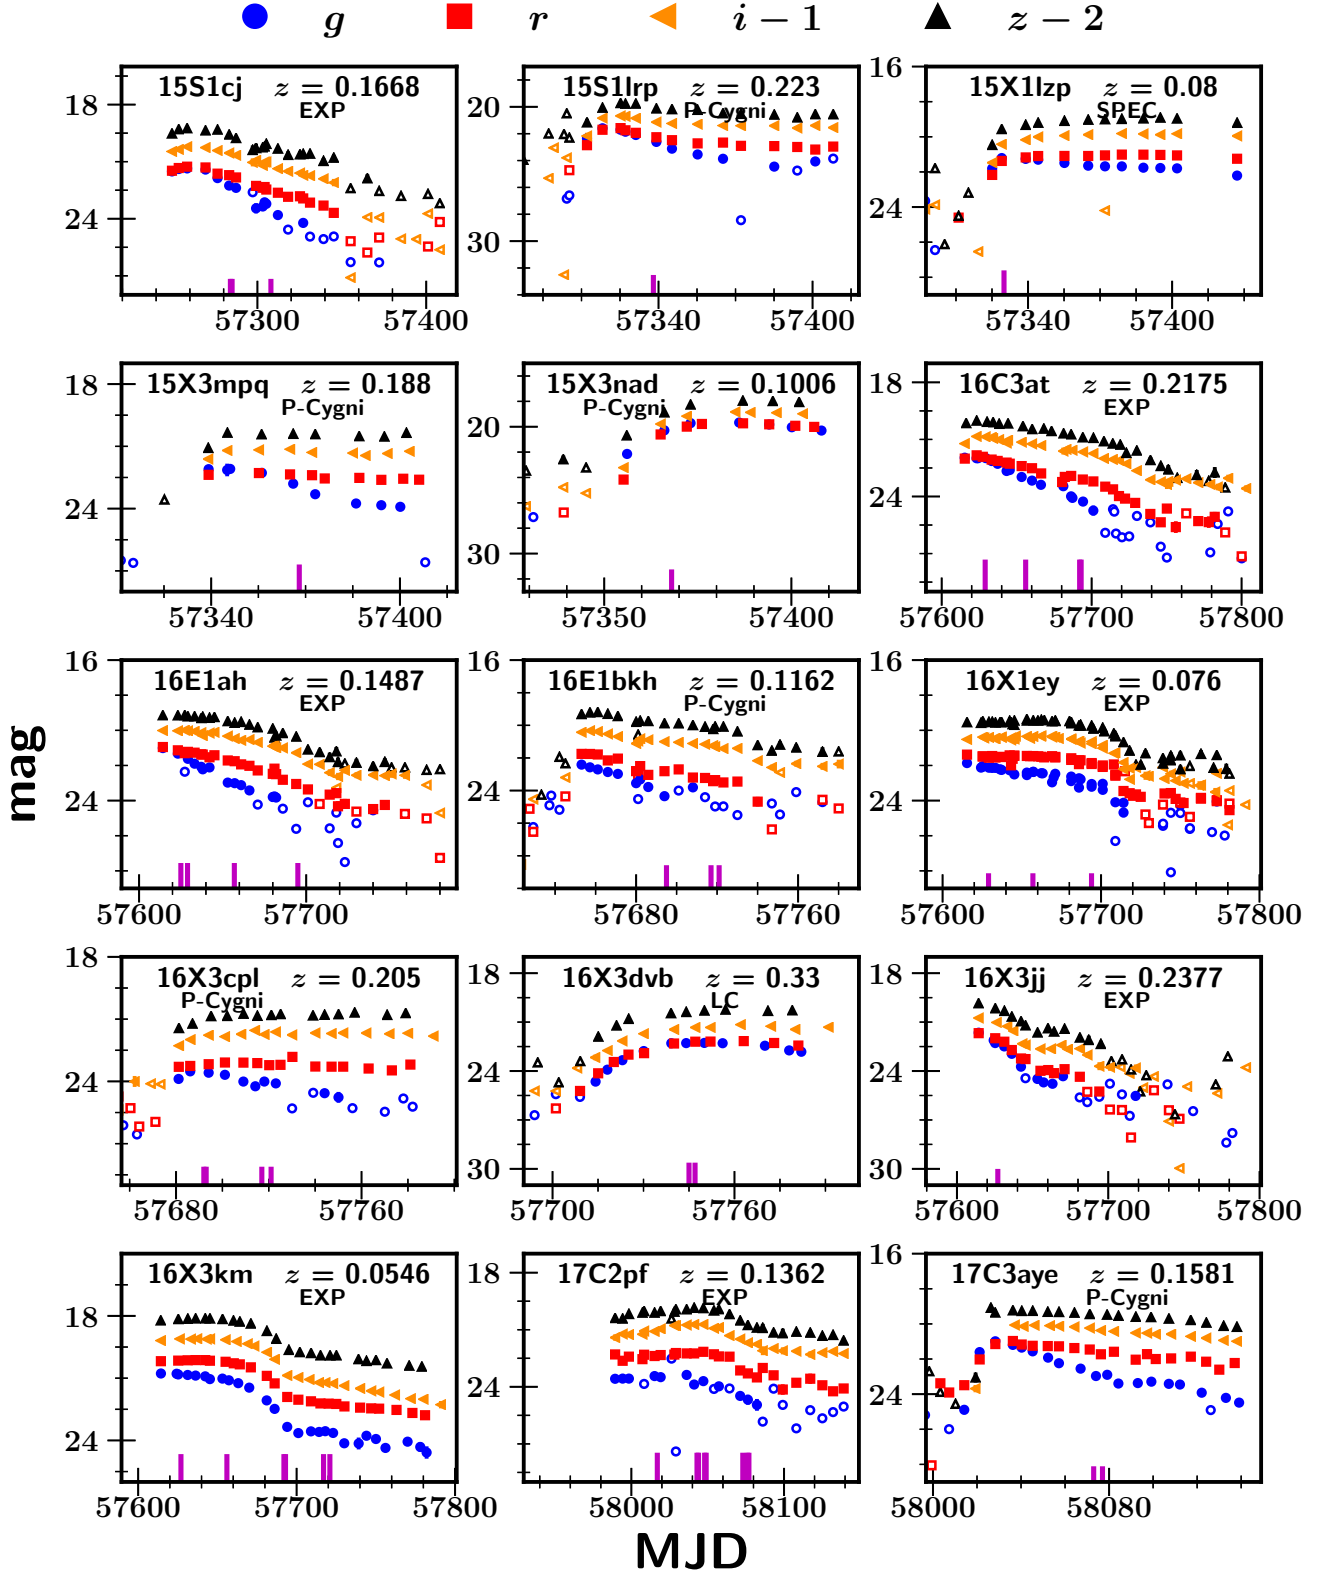 g r i − 1 z − 2
15S1cj z = 0.1668
EXP
18
24
57300 57400
15S1lrp z = 0.223
P-Cygni
20
30
57340 57400
15X1lzp z = 0.08
SPEC
16
24
57340 57400
15X3mpq z = 0.188
P-Cygni
18
24
57340 57400
15X3nad z = 0.1006
P-Cygni
20
30
57350 57400
16C3at z = 0.2175
EXP
18
24
57600 57700 57800
16E1ah z = 0.1487
EXP
16
24
57600 57700
16E1bkh z = 0.1162
P-Cygni
16
24
57680 57760
16X1ey z = 0.076
EXP
16
24
57600 57700 57800
16X3cpl z = 0.205
P-Cygni
18
24
57680 57760
16X3dvb z = 0.33
LC
18
24
30
57700 57760
16X3jj z = 0.2377
EXP
18
24
30
57600 57700 57800
16X3km z = 0.0546
EXP
18
24
57600 57700 57800
17C2pf z = 0.1362
EXP
18
24
58000 58100
17C3aye z = 0.1581
P-Cygni
16
24
58000 58080
mag
MJD